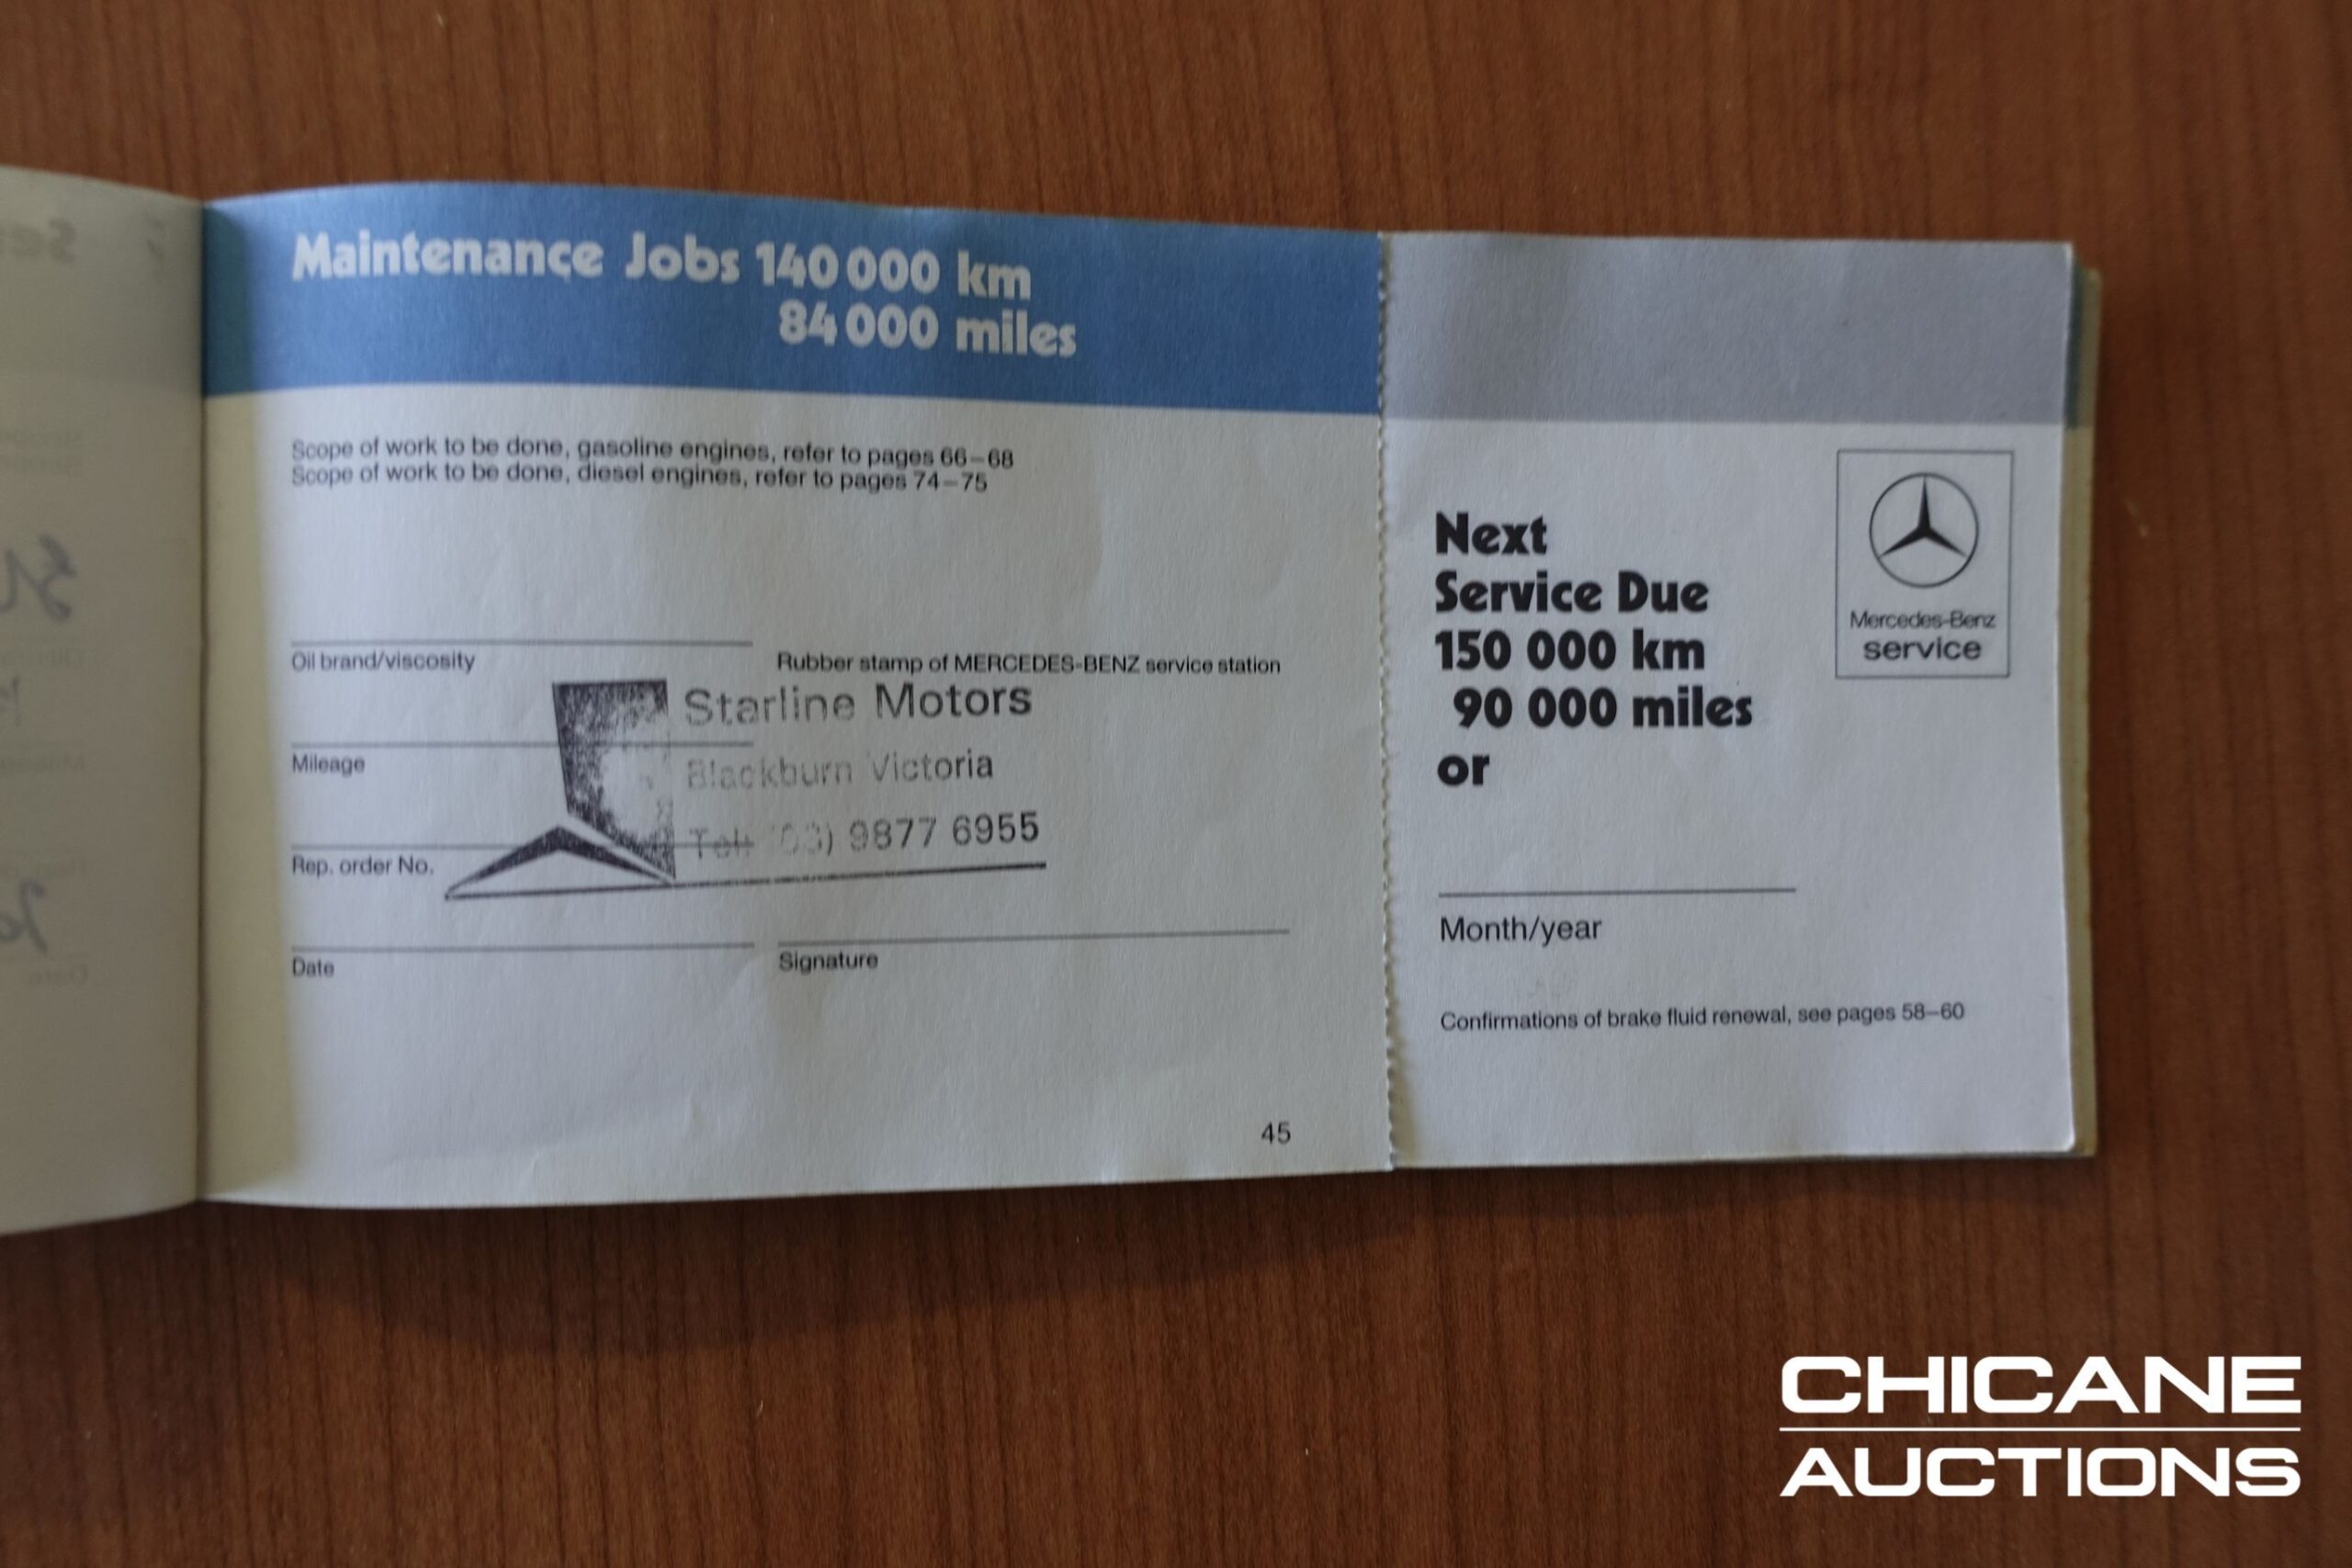 Maintenance Jobs 140 000 km
84 000 miles
Scope of work to be done, gasoline engines, refer to pages 66–68
Scope of work to be done, diesel engines, refer to pages 74–75
Oil brand/viscosity
Rubber stamp of MERCEDES-BENZ service station
Starline Motors
Mileage
Blackburn Victoria
Tel: (03) 9877 6955
Rep. order No.
Date
Signature
45
Next
Service Due
150 000 km
90 000 miles
or
Mercedes-Benz
service
Month/year
Confirmations of brake fluid renewal, see pages 58–60
CHICANE
AUCTIONS